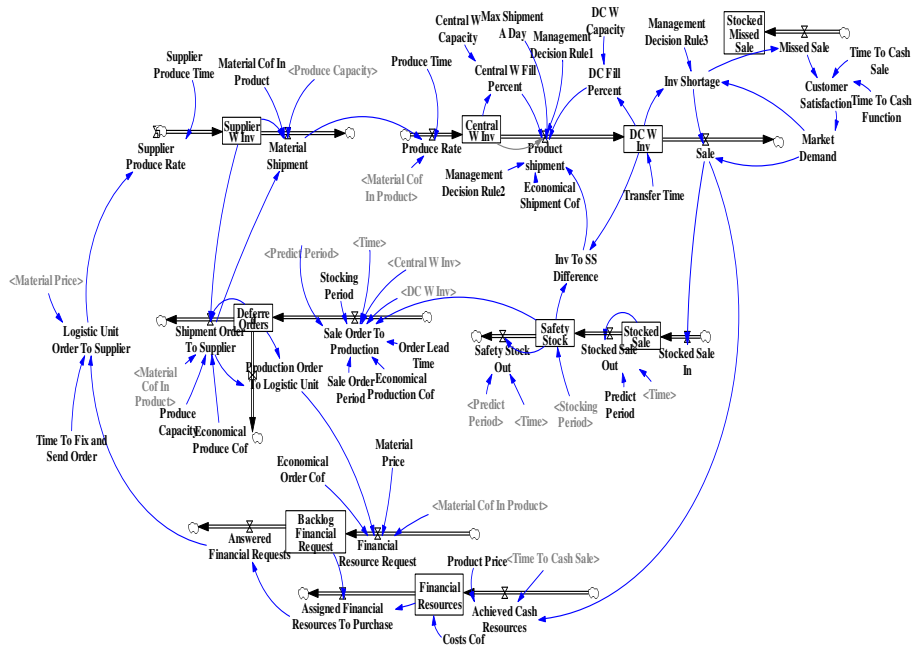 Central W
Capacity
Max Shipment
A Day
DC W
Capacity
Management
Decision Rule1
Management
Decision Rule3
Stocked
Missed
Sale
Missed Sale
Time To Cash
Sale
Supplier
Produce Time
Material Cof In
Product
<Produce Capacity>
Produce Time
Central W Fill
Percent
DC Fill
Percent
Inv Shortage
Customer
Satisfaction
Time To Cash
Function
Supplier
W Inv
Central
W Inv
DC W
Inv
Supplier
Produce Rate
Material
Shipment
Produce Rate
Product
shipment
Sale
Market
Demand
<Material Cof
In Product>
Management
Decision Rule2
Economical
Shipment Cof
Transfer Time
<Material Price>
<Predict Period>
<Time>
<Central W Inv>
<DC W Inv>
Stocking
Period
Inv To SS
Difference
Logistic Unit
Order To Supplier
Deferre
Orders
Shipment Order
To Supplier
Sale Order To
Production
Order Lead
Time
Safety
Stock
Safety Stock
Out
Stocked
Sale
Stocked Sale
Out
Stocked Sale
In
<Material
Cof In
Product>
Production Order
To Logistic Unit
Sale Order
Period
Economical
Production Cof
<Predict
Period>
<Time>
<Stocking
Period>
Predict
Period
<Time>
Produce
Capacity
Economical
Produce Cof
Time To Fix and
Send Order
Economical
Order Cof
Material
Price
<Material Cof In Product>
Backlog
Financial
Request
Answered
Financial Requests
Financial
Resource Request
Product Price
<Time To Cash Sale>
Financial
Resources
Assigned Financial
Resources To Purchase
Achieved Cash
Resources
Costs Cof